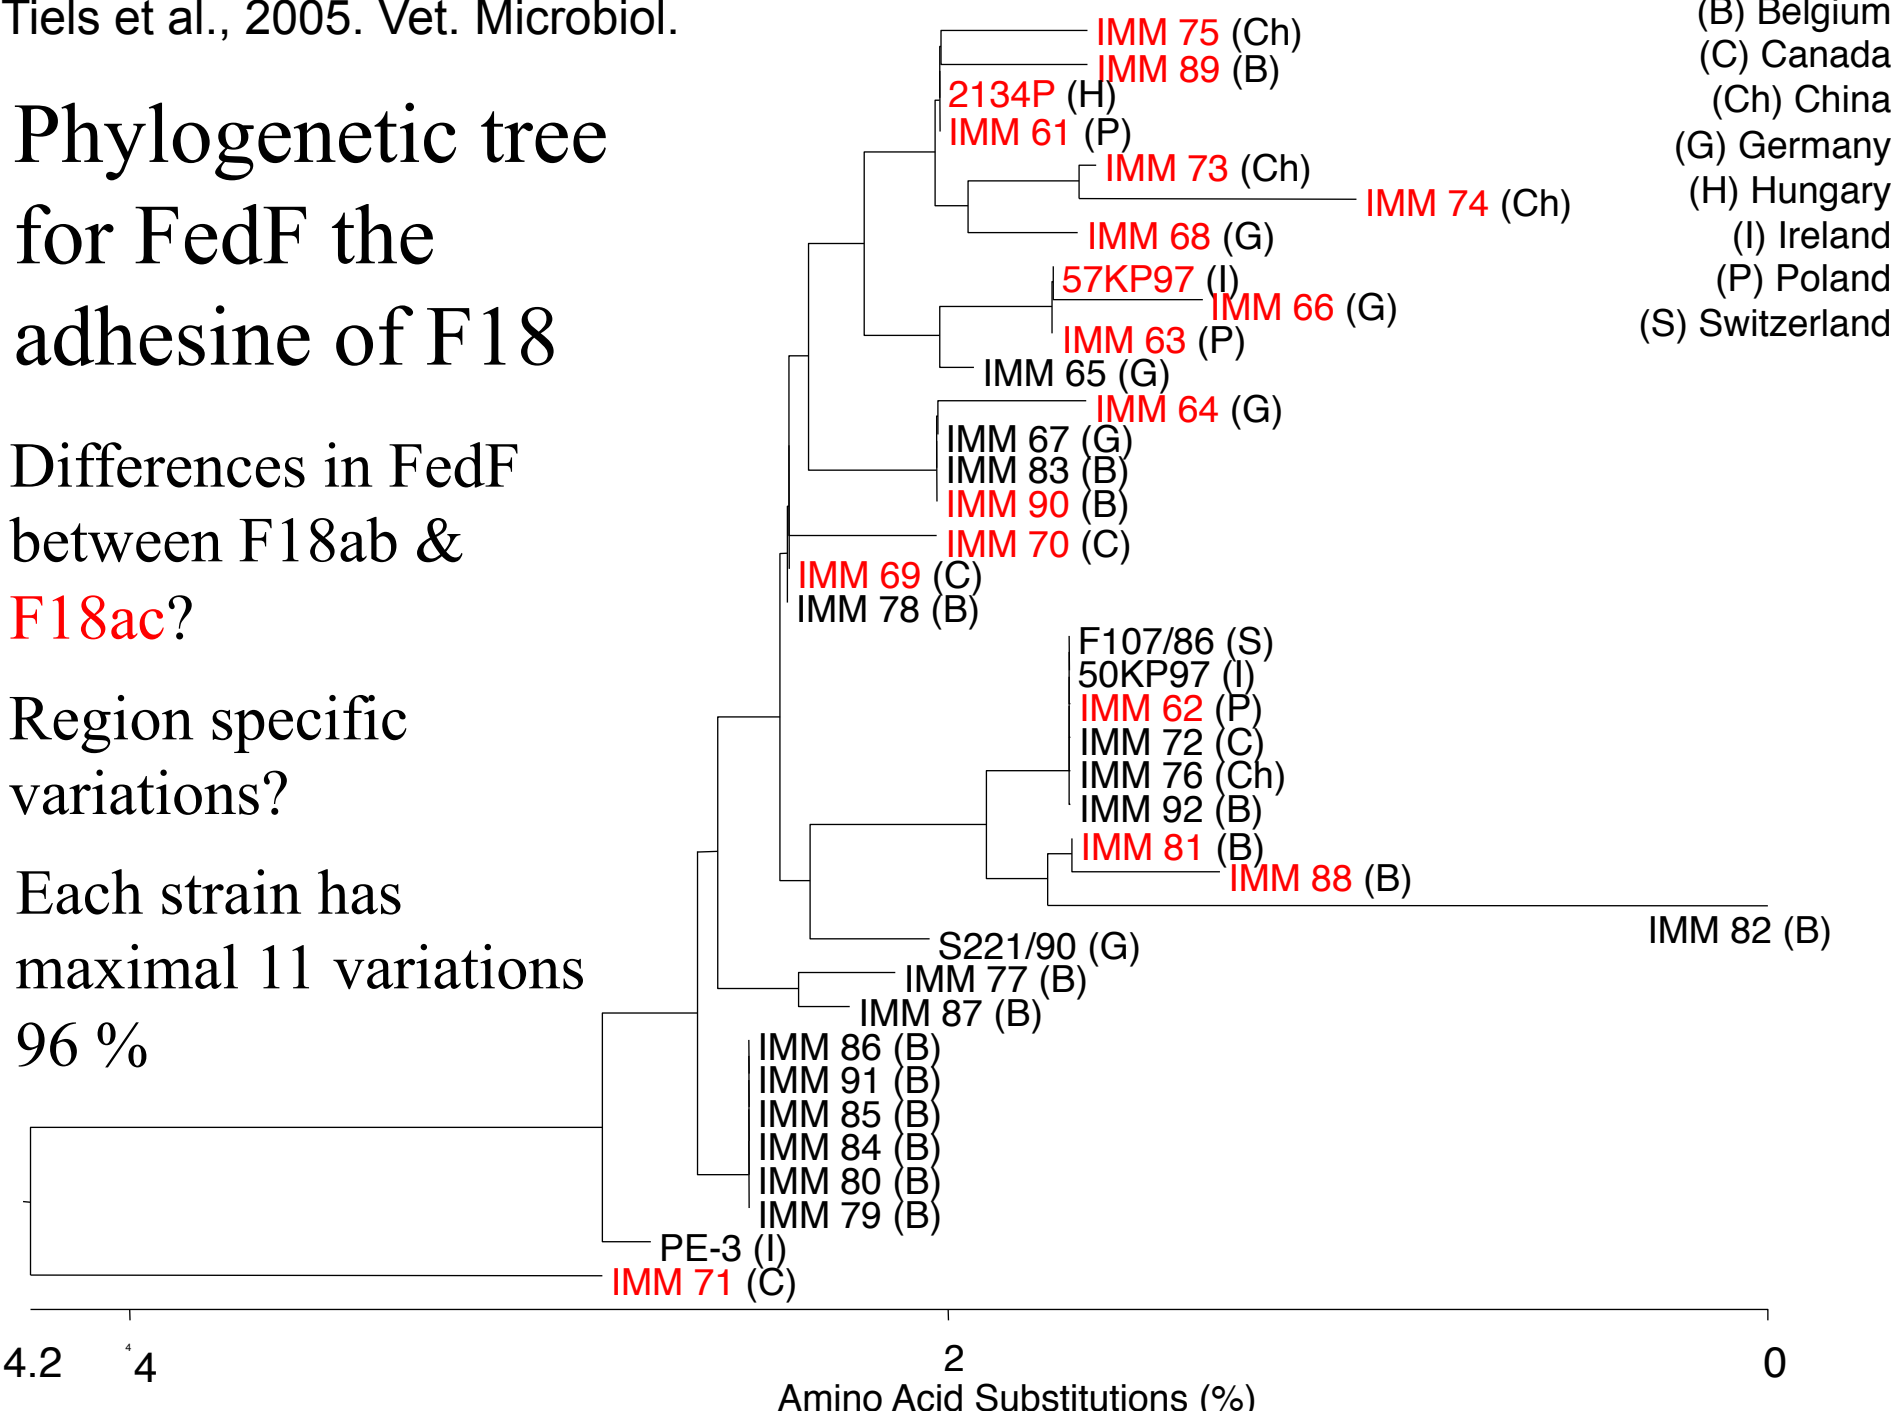 Tiels et al., 2005. Vet. Microbiol.
Phylogenetic tree
for FedF the
adhesine of F18
Differences in FedF
between F18ab &
F18ac?
Region specific
variations?
Each strain has
maximal 11 variations
96 %
(B) Belgium
(C) Canada
(Ch) China
(G) Germany
(H) Hungary
(I) Ireland
(P) Poland
(S) Switzerland
IMM 75 (Ch)
IMM 89 (B)
2134P (H)
IMM 61 (P)
IMM 73 (Ch)
IMM 74 (Ch)
IMM 68 (G)
57KP97 (I)
IMM 66 (G)
IMM 63 (P)
IMM 65 (G)
IMM 64 (G)
IMM 67 (G)
IMM 83 (B)
IMM 90 (B)
IMM 70 (C)
IMM 69 (C)
IMM 78 (B)
F107/86 (S)
50KP97 (I)
IMM 62 (P)
IMM 72 (C)
IMM 76 (Ch)
IMM 92 (B)
IMM 81 (B)
IMM 88 (B)
IMM 82 (B)
S221/90 (G)
IMM 77 (B)
IMM 87 (B)
IMM 86 (B)
IMM 91 (B)
IMM 85 (B)
IMM 84 (B)
IMM 80 (B)
IMM 79 (B)
PE-3 (I)
IMM 71 (C)
4.2 4 4 2 0
Amino Acid Substitutions (%)